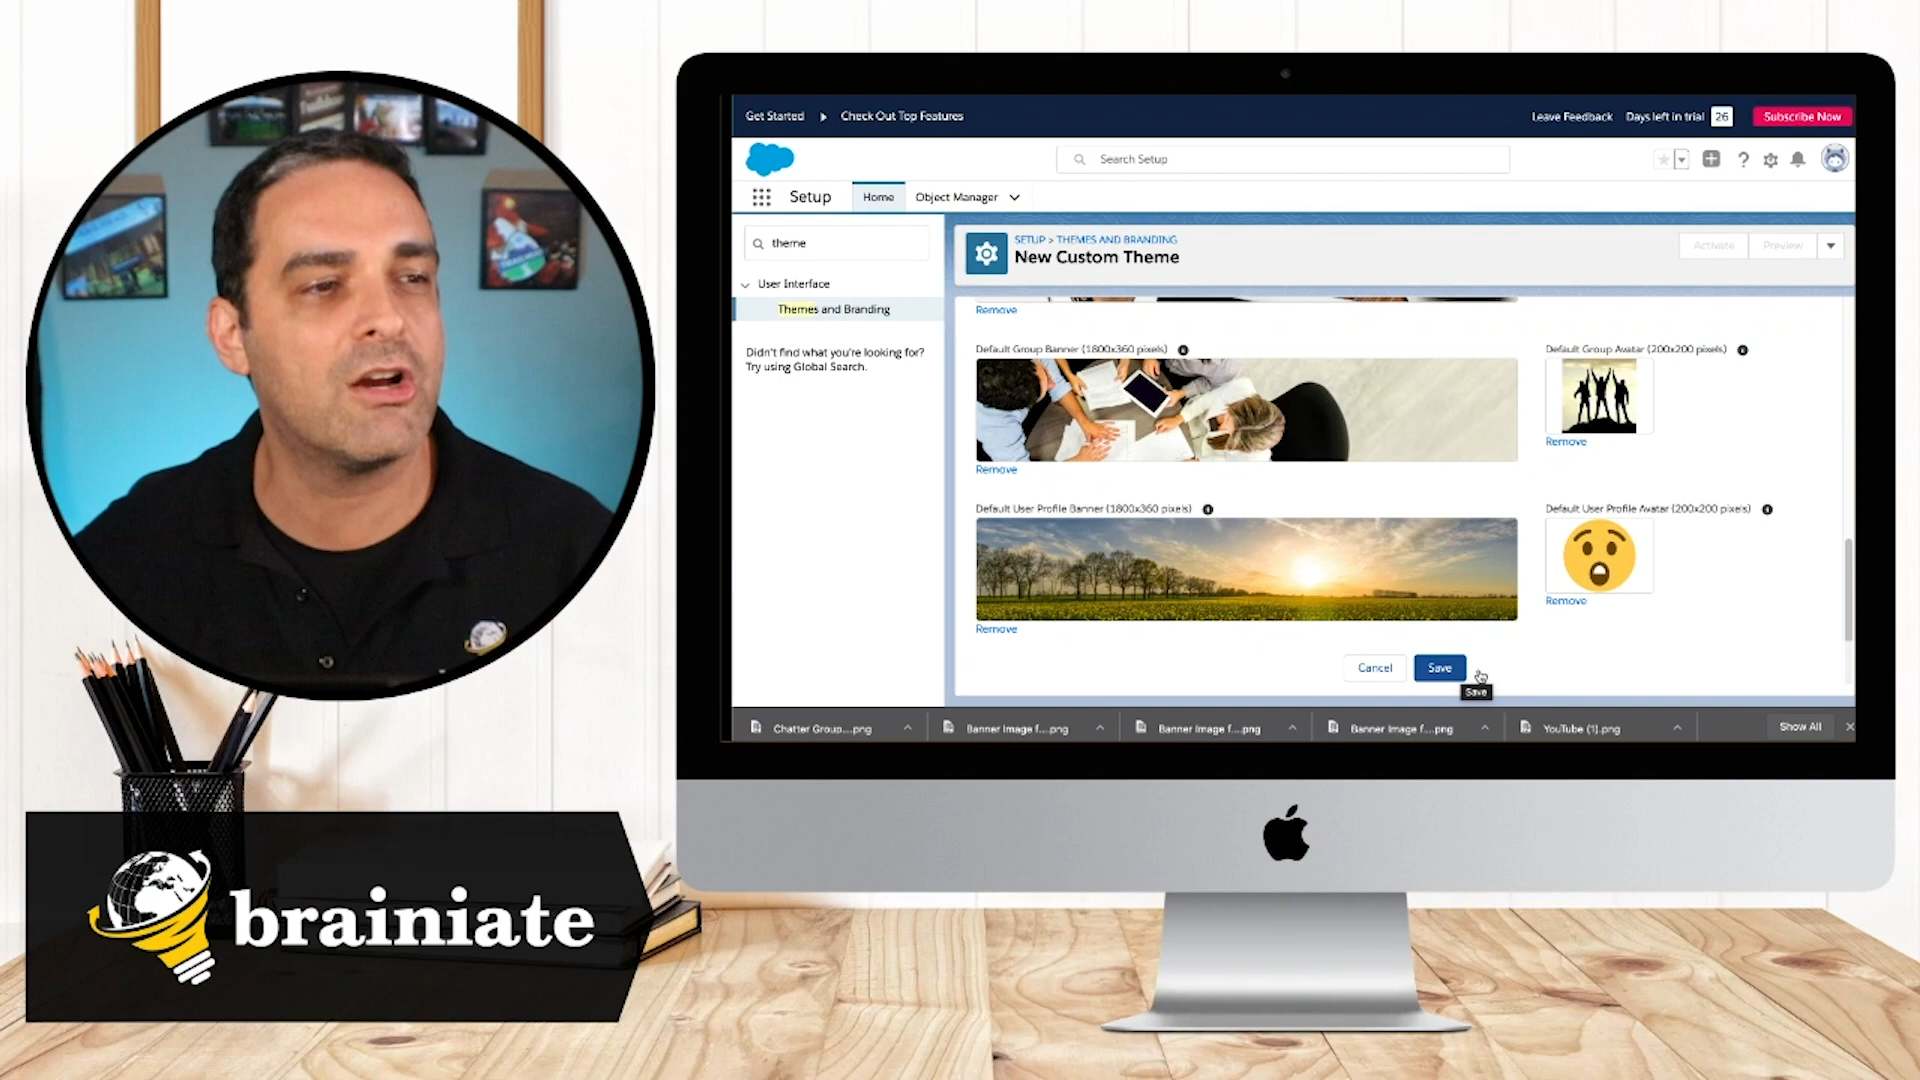 Get Started
Check Out Top Features
Leave Feedback
Days left in trial
26
Subscribe Now
Search Setup
Setup
Home
Object Manager
theme
SETUP > THEMES AND BRANDING
New Custom Theme
Activate
Preview
User Interface
Themes and Branding
Didn't find what you're looking for?
Try using Global Search.
Remove
Default Group Banner (1800x360 pixels)
Default Group Avatar (200x200 pixels)
Remove
Remove
Default User Profile Banner (1800x360 pixels)
Default User Profile Avatar (200x200 pixels)
Remove
Remove
Cancel
Save
Save
Chatter Group....png
Banner Image f....png
Banner Image f....png
Banner Image f....png
YouTube (1).png
Show All
brainiate